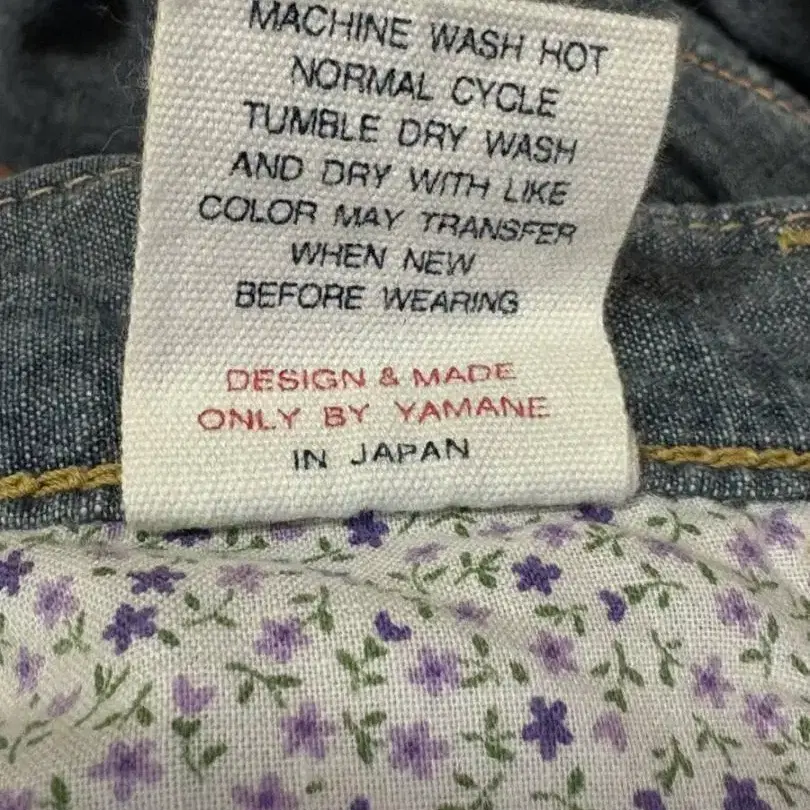 MACHINE WASH HOT
NORMAL CYCLE
TUMBLE DRY WASH
AND DRY WITH LIKE
COLOR MAY TRANSFER
WHEN NEW
BEFORE WEARING
DESIGN & MADE
ONLY BY YAMANE
IN JAPAN